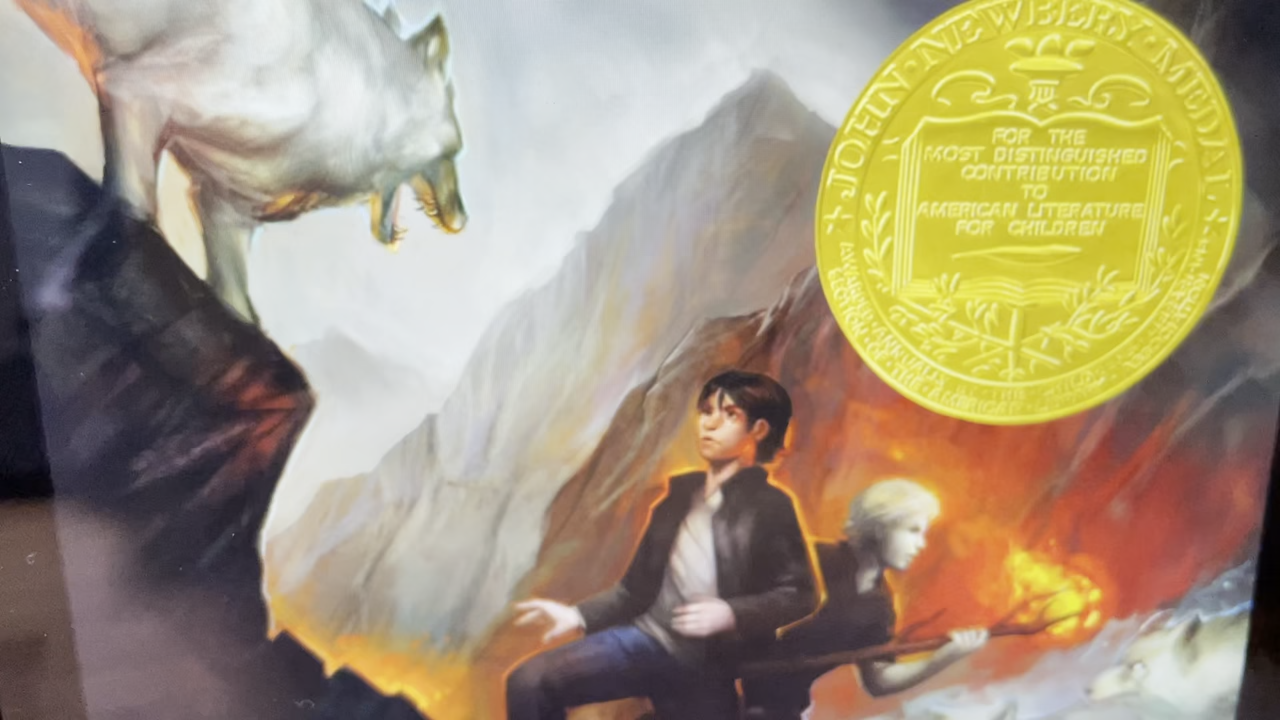 JOHN · NEWBERY · MEDAL
FOR THE
MOST DISTINGUISHED
CONTRIBUTION
TO
AMERICAN LITERATURE
FOR CHILDREN